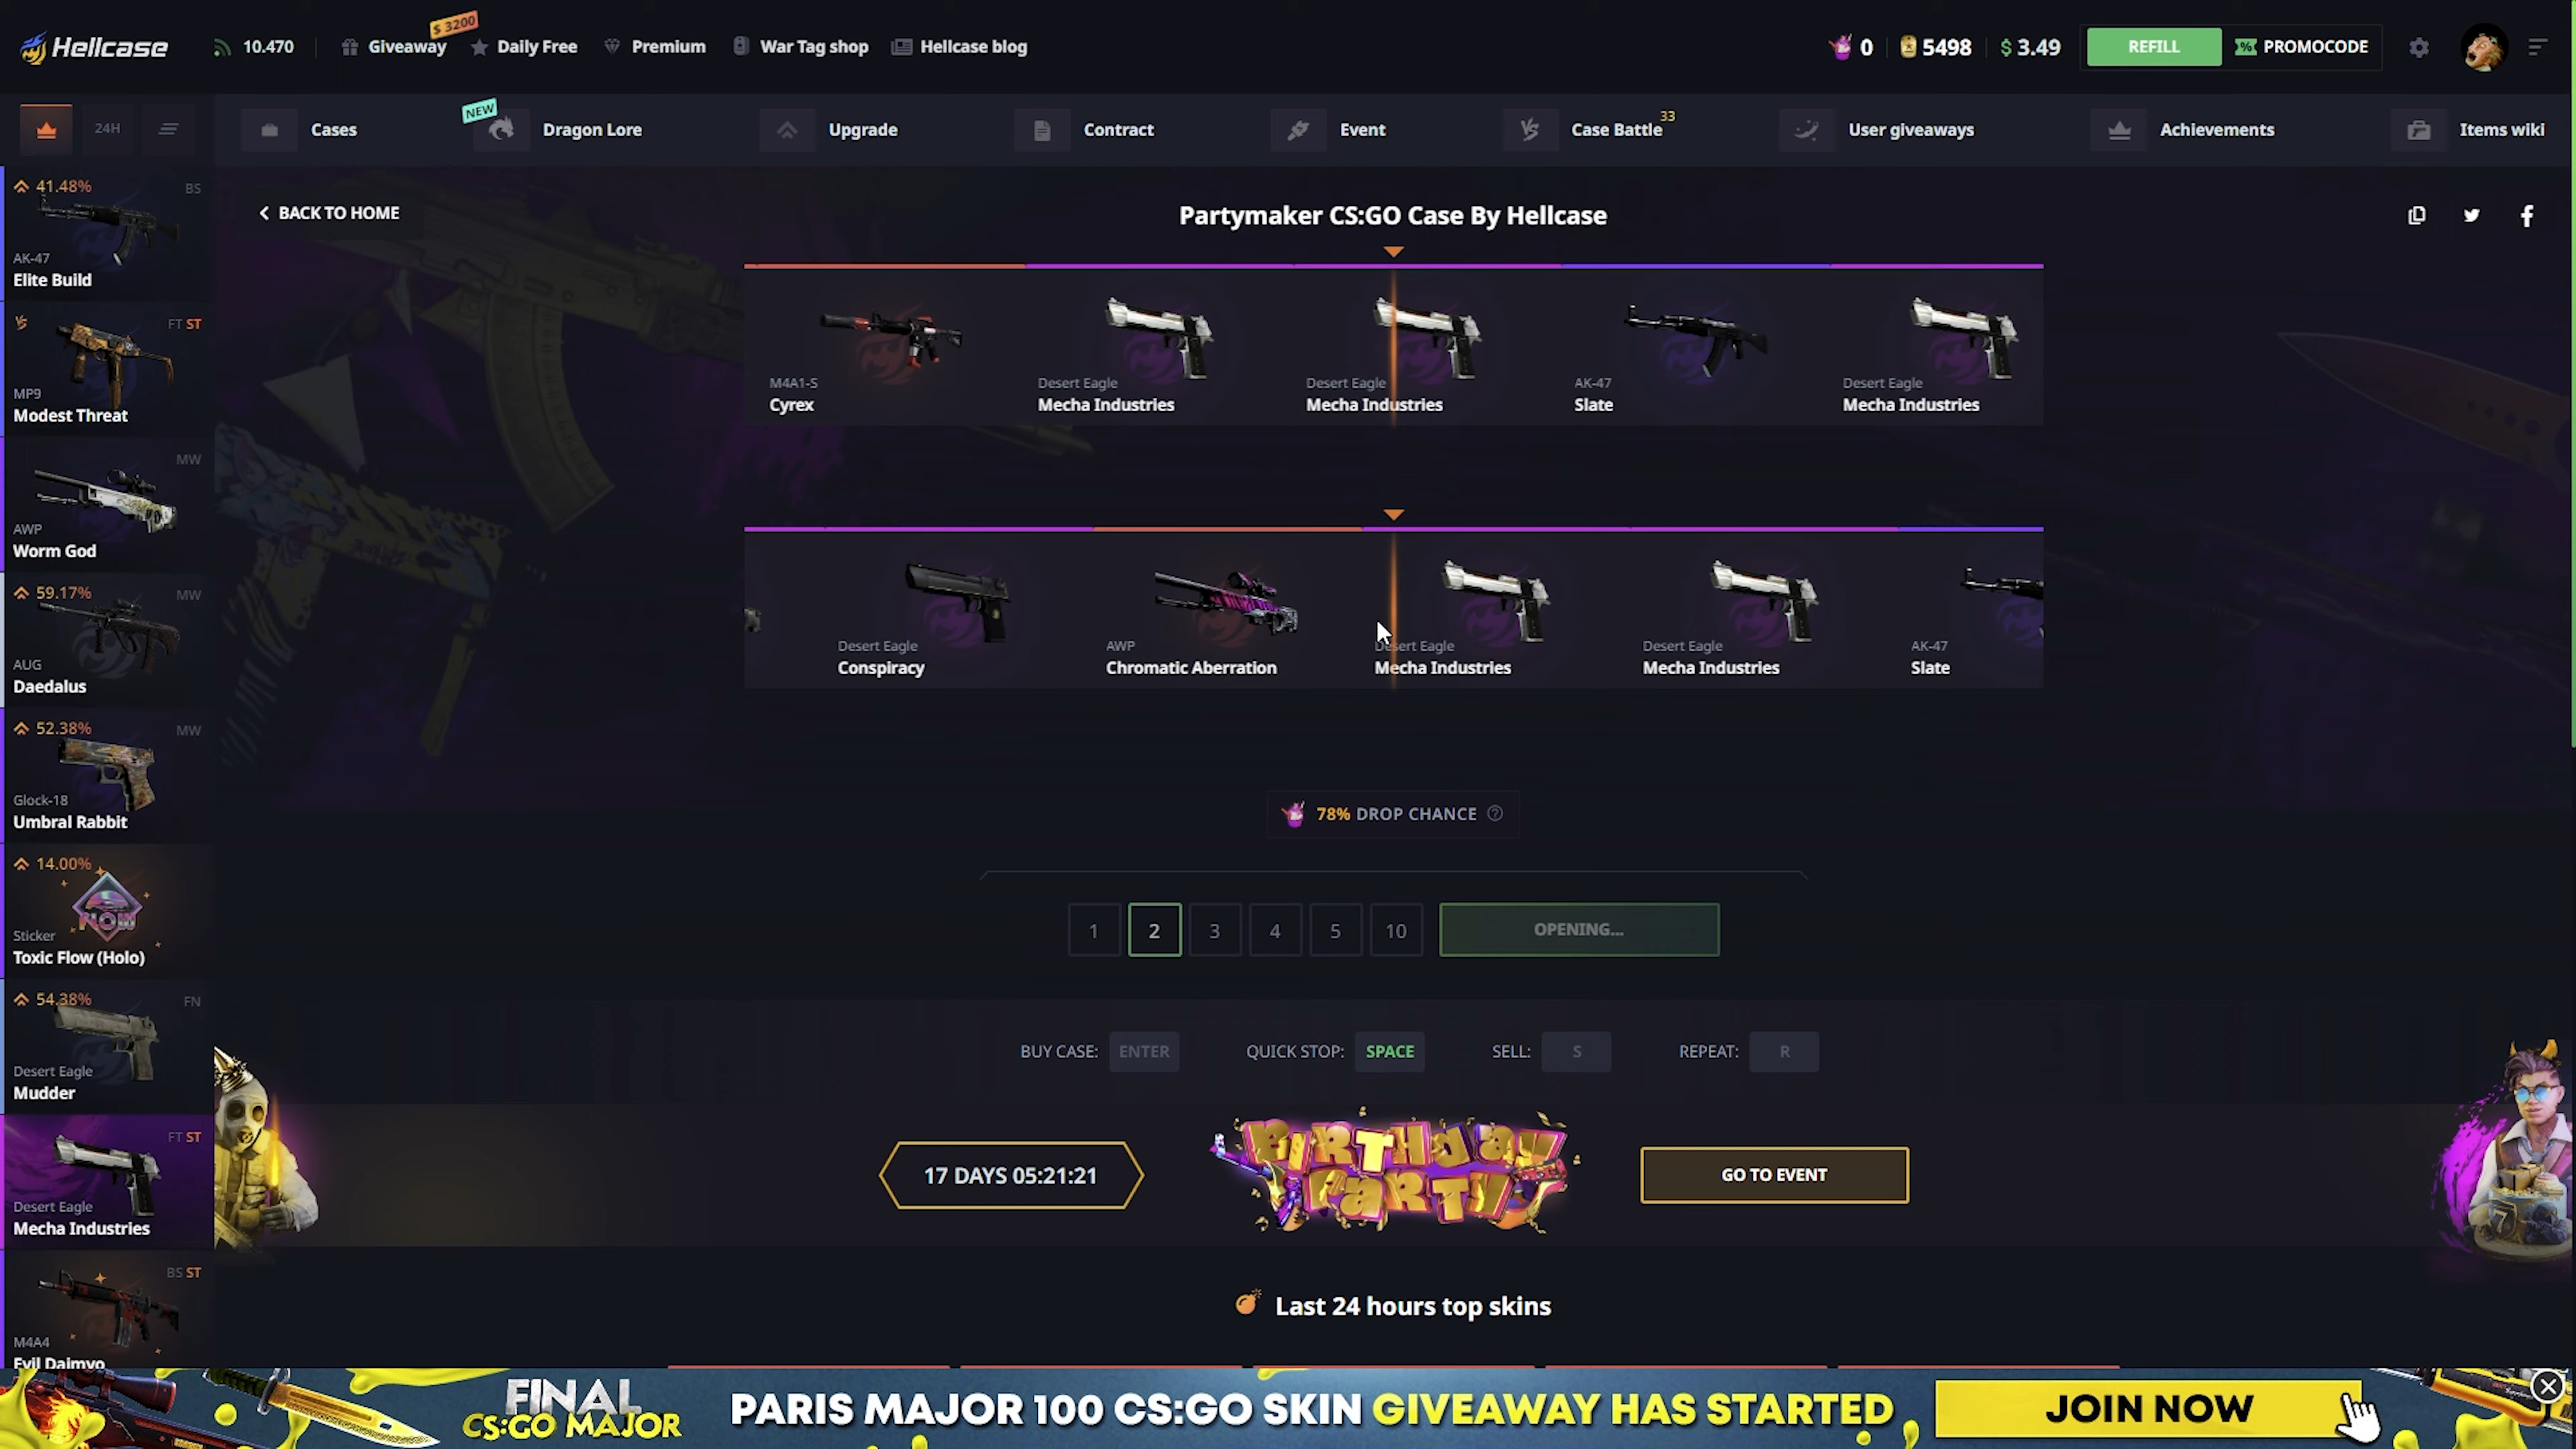 Hellcase
10.470
Giveaway
$ 3200
Daily Free
Premium
War Tag shop
Hellcase blog
0
5498
$ 3.49
REFILL
% PROMOCODE
24H
Cases
NEW
Dragon Lore
Upgrade
Contract
Event
VS
Case Battle
33
User giveaways
Achievements
Items wiki
BACK TO HOME
Partymaker CS:GO Case By Hellcase
41.48%
BS
AK-47
Elite Build
VS
FT ST
MP9
Modest Threat
MW
AWP
Worm God
59.17%
MW
AUG
Daedalus
52.38%
MW
Glock-18
Umbral Rabbit
14.00%
FLOW
Sticker
Toxic Flow (Holo)
54.38%
FN
Desert Eagle
Mudder
FT ST
Desert Eagle
Mecha Industries
BS ST
M4A4
Evil Daimyo
M4A1-S
Cyrex
Desert Eagle
Mecha Industries
Desert Eagle
Mecha Industries
AK-47
Slate
Desert Eagle
Mecha Industries
Desert Eagle
Conspiracy
AWP
Chromatic Aberration
Desert Eagle
Mecha Industries
Desert Eagle
Mecha Industries
AK-47
Slate
78% DROP CHANCE ?
1
2
3
4
5
10
OPENING...
BUY CASE: ENTER
QUICK STOP: SPACE
SELL: S
REPEAT: R
17 DAYS 05:21:21
BIRTHDAY
PARTY
GO TO EVENT
Last 24 hours top skins
FINAL
CS:GO MAJOR
PARIS MAJOR 100 CS:GO SKIN GIVEAWAY HAS STARTED
JOIN NOW